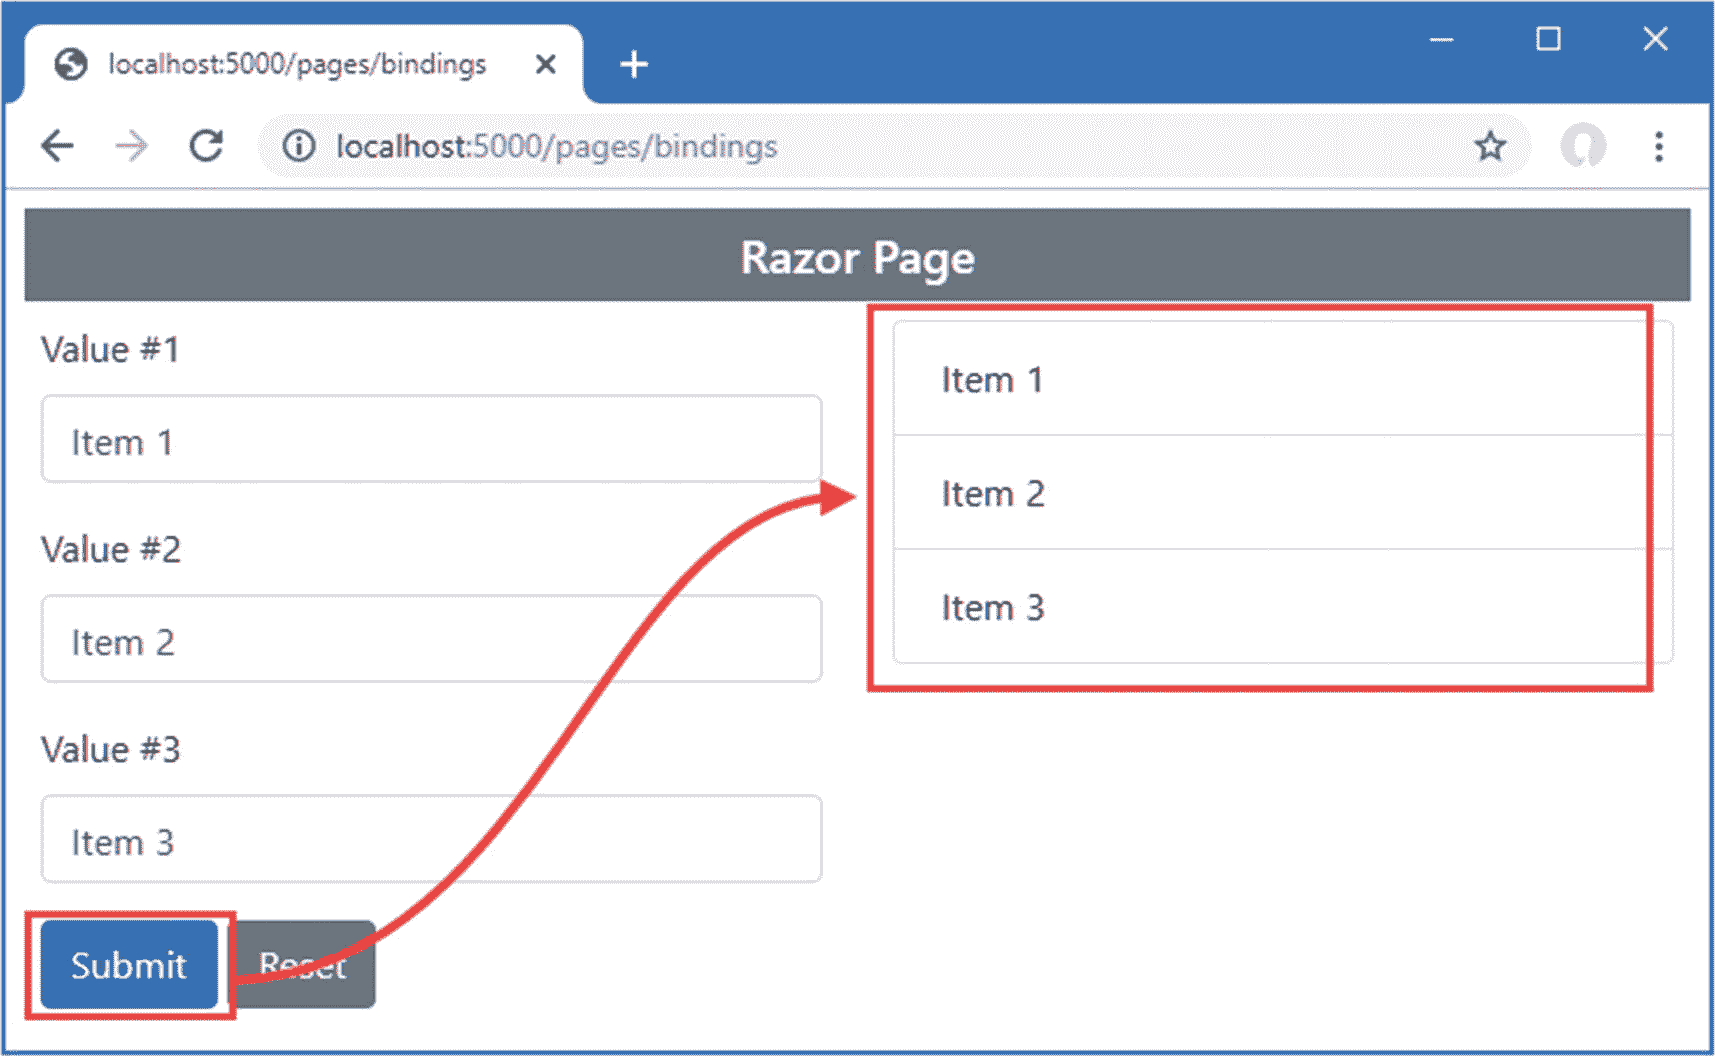 localhost:5000/pages/bindings
localhost:5000/pages/bindings
Razor Page
Value #1
Item 1
Value #2
Item 2
Value #3
Item 3
Submit
Reset
Item 1
Item 2
Item 3